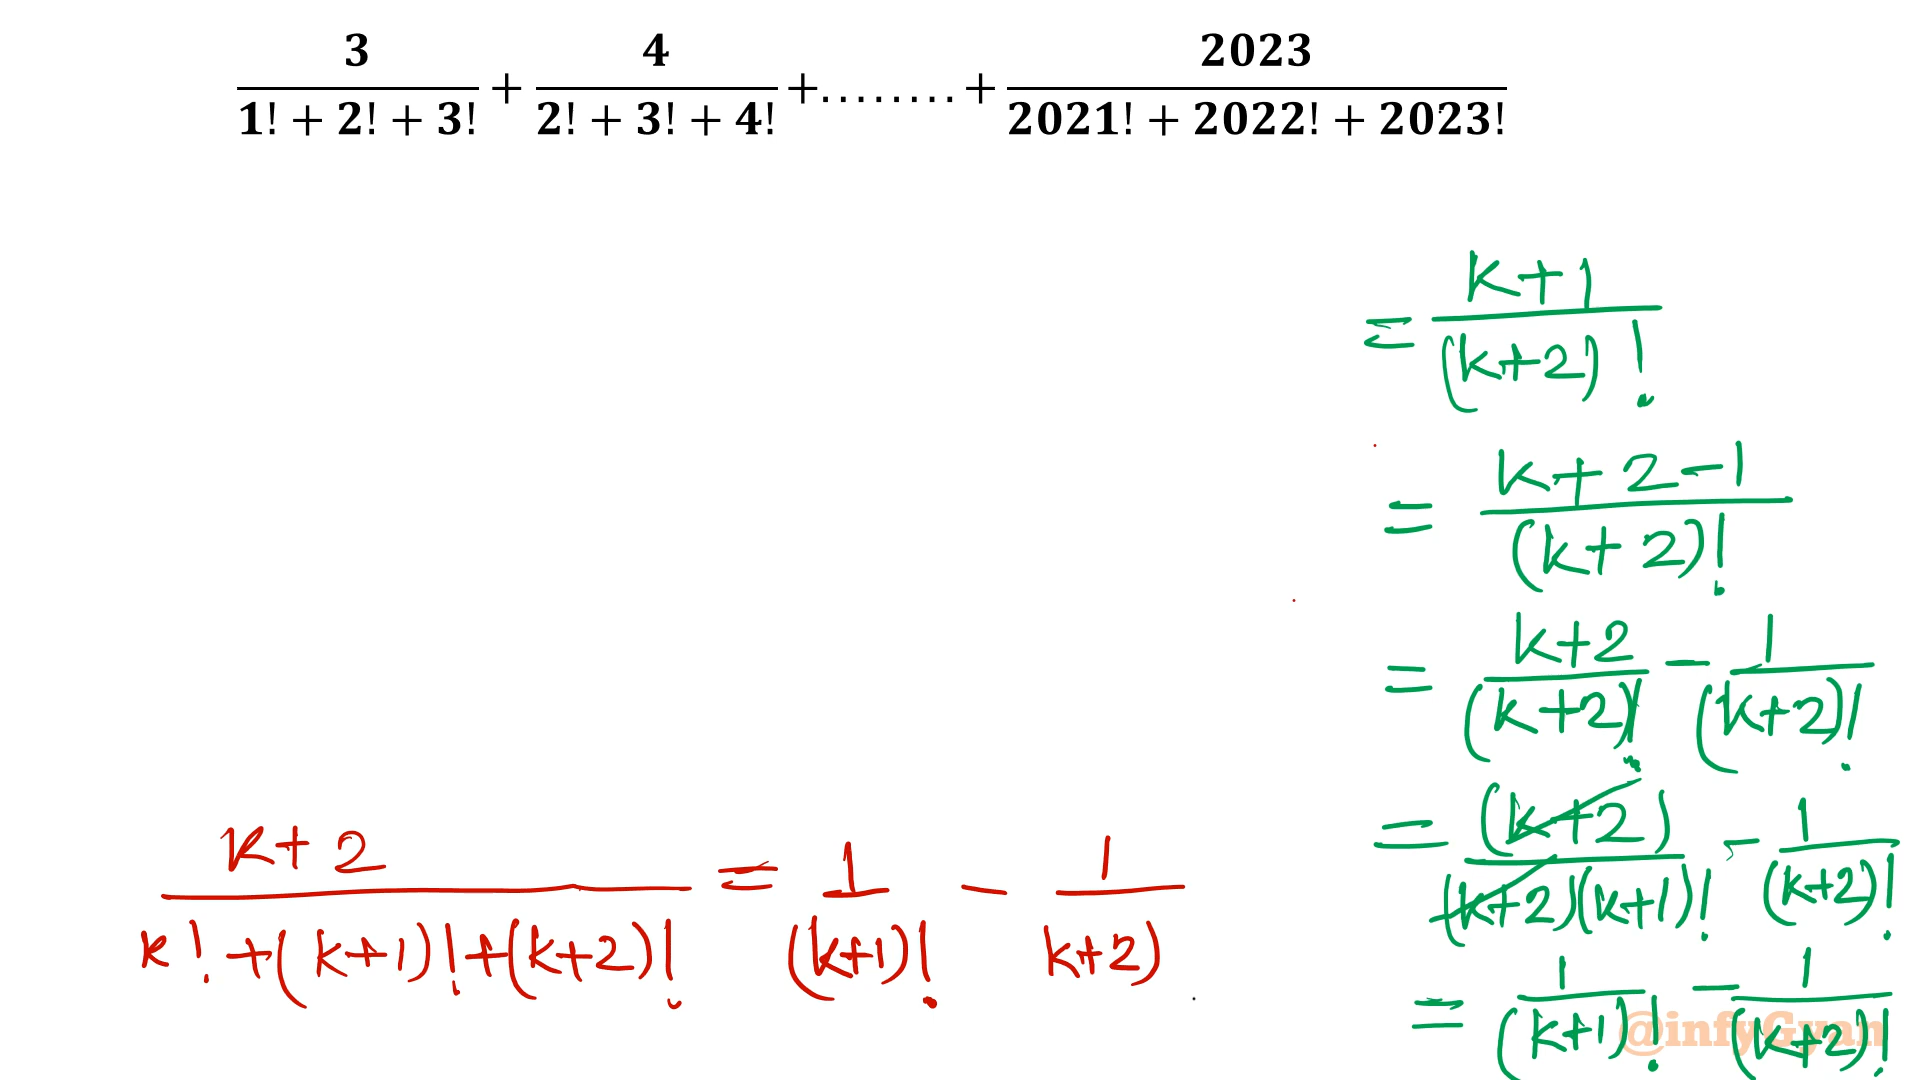 3/(1! + 2! + 3!) + 4/(2! + 3! + 4!) +........+ 2023/(2021! + 2022! + 2023!)
= (k+1)/(k+2)!
= (k+2-1)/(k+2)!
= (k+2)/(k+2)! - 1/(k+2)!
= (k+2)/((k+2)(k+1)!) - 1/(k+2)!
= 1/(k+1)! - 1/(k+2)!
(k+2)/(k! + (k+1)! + (k+2)!) = 1/(k+1)! - 1/k+2)
@infyGyan